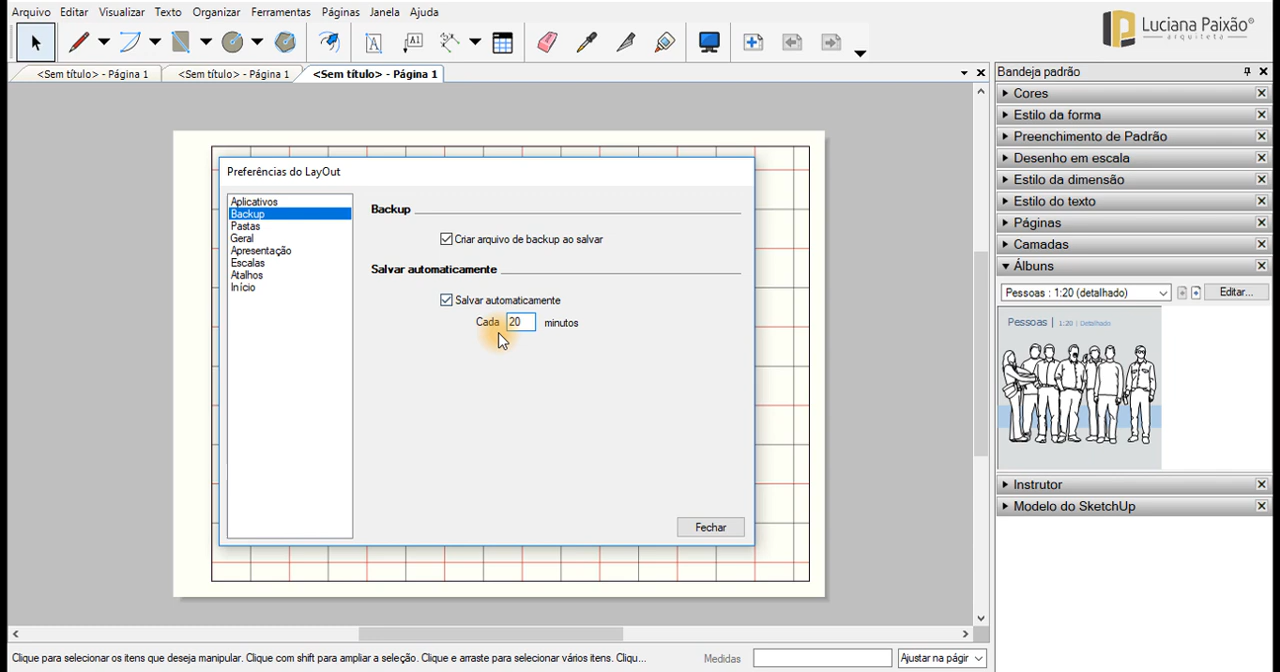 Arquivo Editar Visualizar Texto Organizar Ferramentas Páginas Janela Ajuda
Luciana Paixão®
arquiteta
A
A1
<Sem título> - Página 1
<Sem título> - Página 1
<Sem título> - Página 1
Preferências do LayOut
Aplicativos
Backup
Pastas
Geral
Apresentação
Escalas
Atalhos
Início
Backup
Criar arquivo de backup ao salvar
Salvar automaticamente
Salvar automaticamente
Cada 20 minutos
Fechar
Bandeja padrão
Cores
Estilo da forma
Preenchimento de Padrão
Desenho em escala
Estilo da dimensão
Estilo do texto
Páginas
Camadas
Álbuns
Pessoas : 1:20 (detalhado)
Editar...
Pessoas | 1:20 | Detalhado
Instrutor
Modelo do SketchUp
Clique para selecionar os itens que deseja manipular. Clique com shift para ampliar a seleção. Clique e arraste para selecionar vários itens. Cliqu...
Medidas
Ajustar na págir